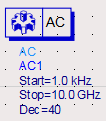 AC
AC
AC1
Start=1.0 kHz
Stop=10.0 GHz
Dec=40